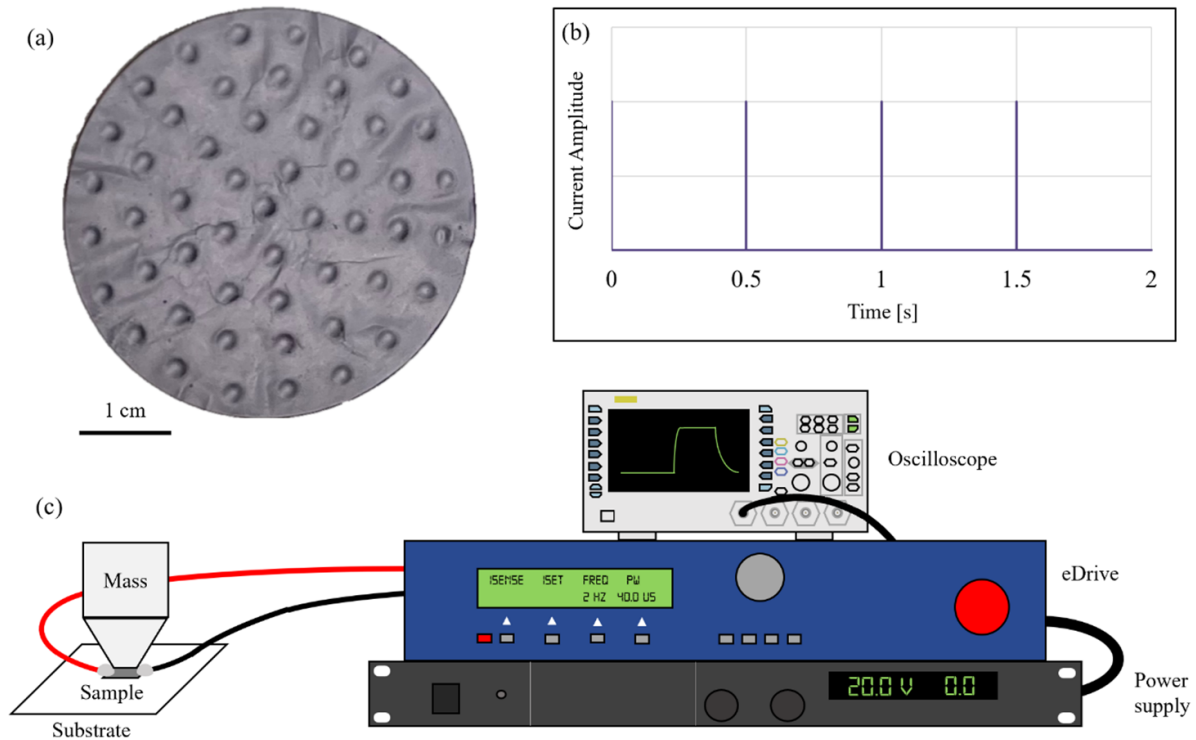 (a)
1 cm
(b)
Current Amplitude
0 0.5 1 1.5 2
Time [s]
(c)
Mass
Sample
Substrate
Oscilloscope
eDrive
ISENSE ISET FREQ PW
2 HZ 40.0 US
20.0 V 0.0
Power
supply